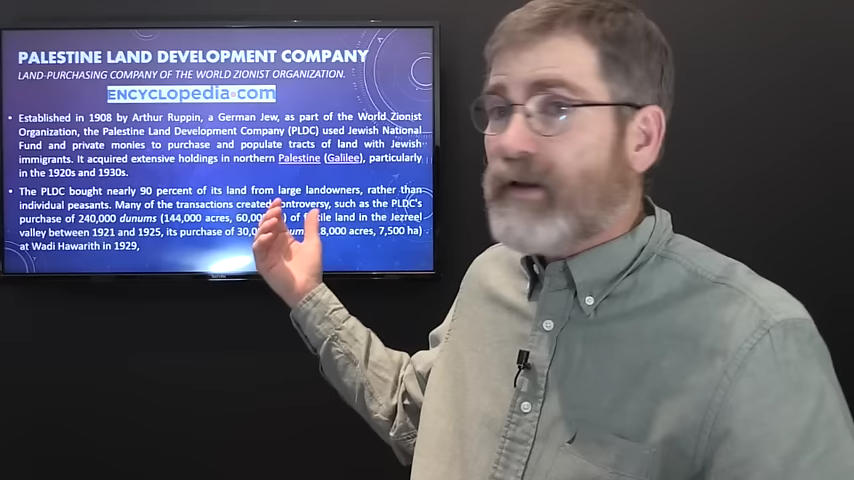 PALESTINE LAND DEVELOPMENT COMPANY
LAND-PURCHASING COMPANY OF THE WORLD ZIONIST ORGANIZATION.
ENCYCLOpedia.com
• Established in 1908 by Arthur Ruppin, a German Jew, as part of the World Zionist
Organization, the Palestine Land Development Company (PLDC) used Jewish National
Fund and private monies to purchase and populate tracts of land with Jewish
immigrants. It acquired extensive holdings in northern Palestine (Galilee), particularly
in the 1920s and 1930s.
• The PLDC bought nearly 90 percent of its land from large landowners, rather than
individual peasants. Many of the transactions created controversy, such as the PLDC's
purchase of 240,000 dunums (144,000 acres, 60,00 of land in the Jezreel
valley between 1921 and 1925, its purchase of 30,0 8,000 acres, 7,500 ha)
at Wadi Hawarith in 1929,